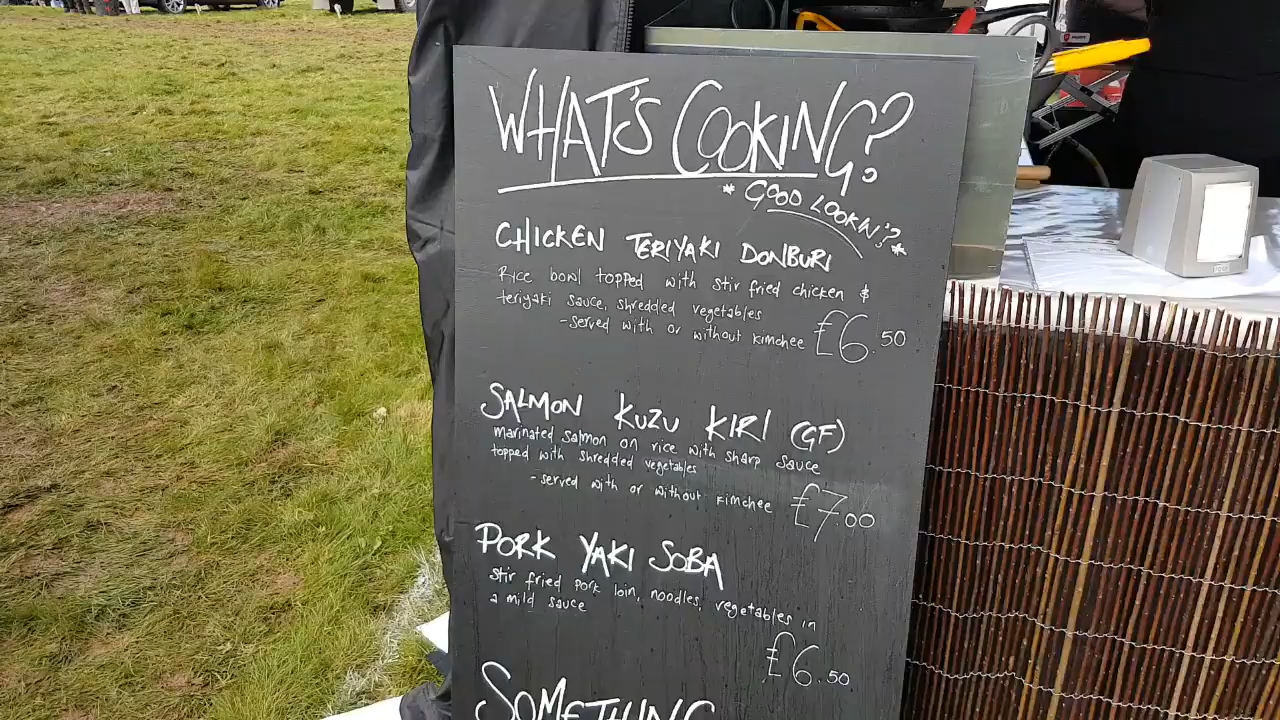 WHAT'S COOKING?
* GOOD LOOKN'?*
CHICKEN TERIYAKI DONBURI
Rice bowl topped with stir fried chicken &
teriyaki sauce, shredded vegetables
-served with or without kimchee £6.50
SALMON KUZU KIRI (GF)
marinated salmon on rice with sharp sauce
topped with shredded vegetables
-served with or without kimchee £7.00
PORK YAKI SOBA
stir fried pork loin, noodles, vegetables in
a mild sauce
£6.50
SOMETHING